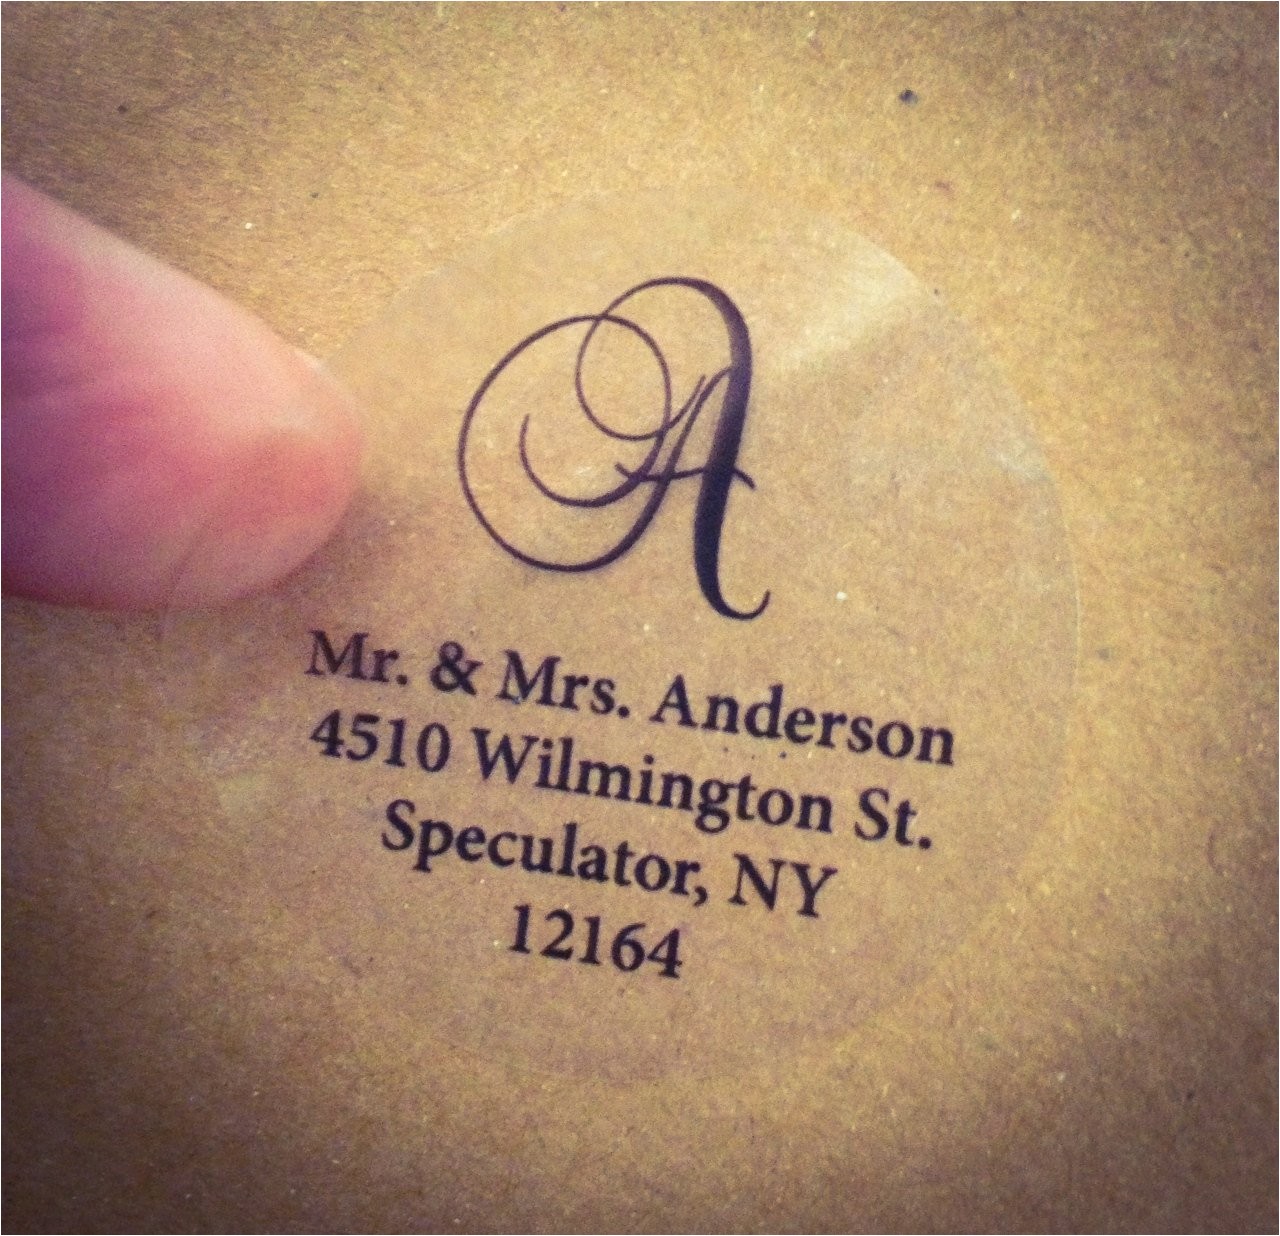 A
Mr. & Mrs. Anderson
4510 Wilmington St.
Speculator, NY
12164